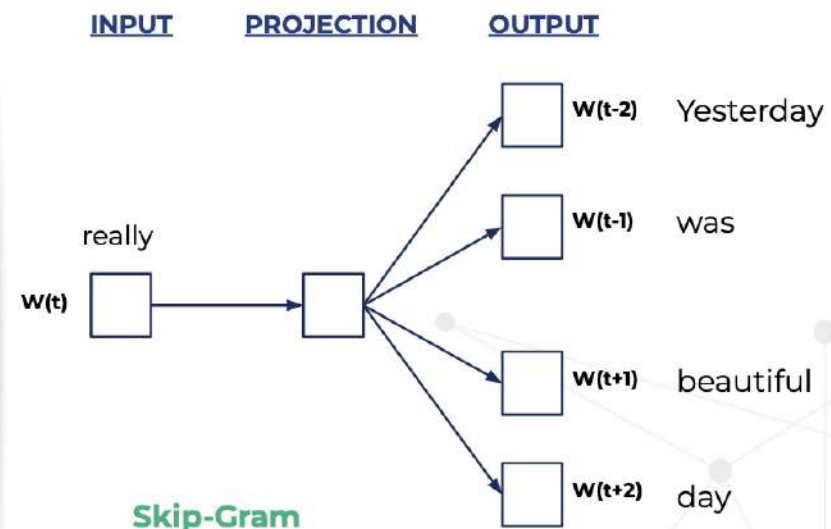 INPUT PROJECTION OUTPUT
W(t-2) Yesterday
W(t-1) was
really
W(t)
W(t+1) beautiful
W(t+2) day
Skip-Gram